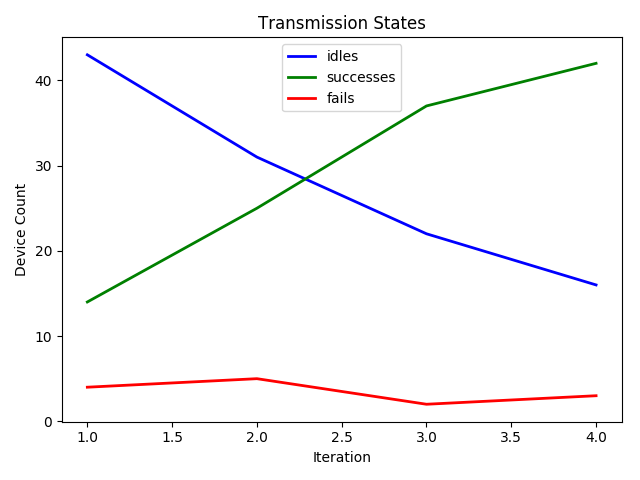 Transmission States
idles
successes
fails
Device Count
40
30
20
10
0
1.0 1.5 2.0 2.5 3.0 3.5 4.0
Iteration